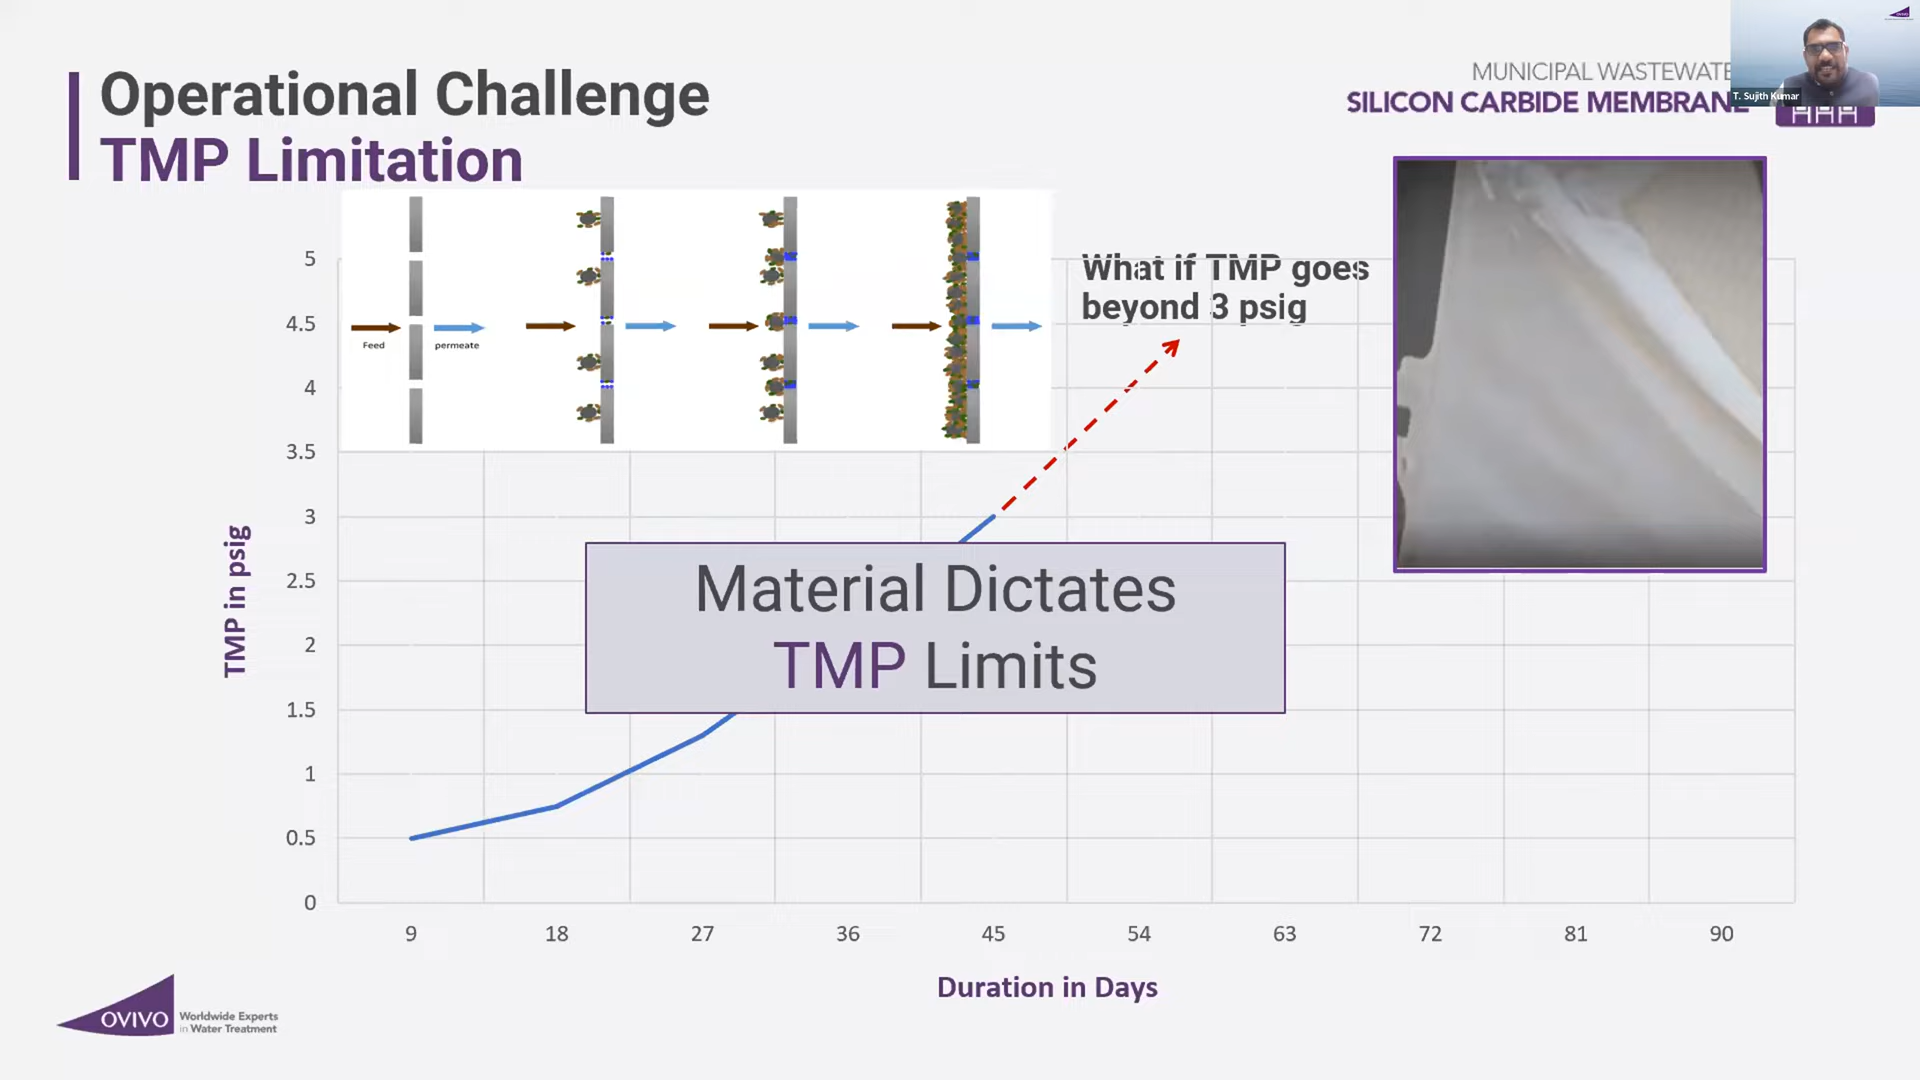 Operational Challenge
TMP Limitation
MUNICIPAL WASTEWATE
SILICON CARBIDE MEMBRANE
T. Sujith Kumar
Feed
permeate
What if TMP goes
beyond 3 psig
Material Dictates
TMP Limits
TMP in psig
5
4.5
4
3.5
3
2.5
2
1.5
1
0.5
0
9 18 27 36 45 54 63 72 81 90
Duration in Days
OVIVO
Worldwide Experts
in Water Treatment